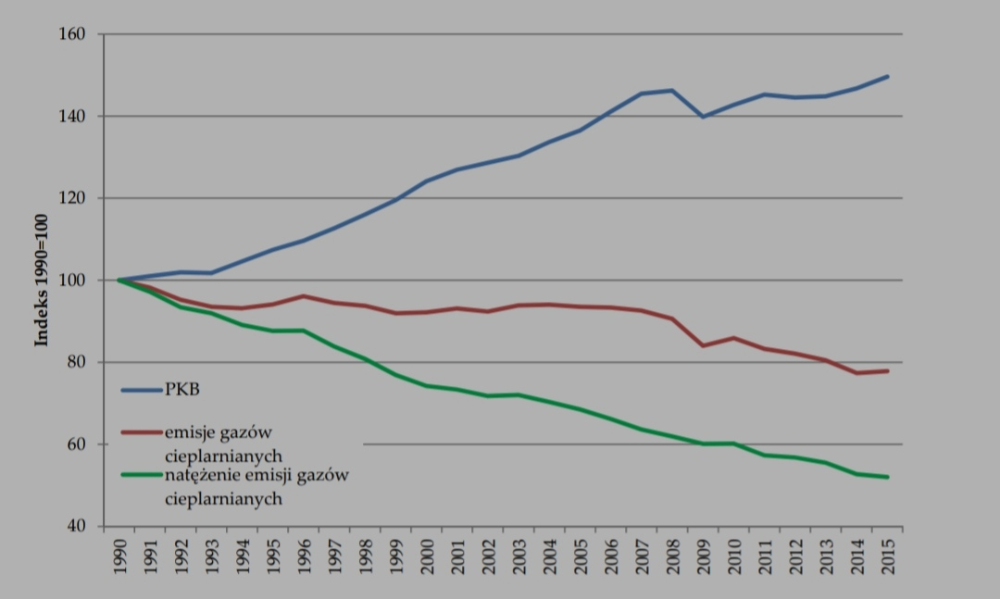 160
140
120
100
80
60
40
Indeks 1990=100
PKB
emisje gazów
cieplarnianych
natężenie emisji gazów
cieplarnianych
1990 1991 1992 1993 1994 1995 1996 1997 1998 1999 2000 2001 2002 2003 2004 2005 2006 2007 2008 2009 2010 2011 2012 2013 2014 2015